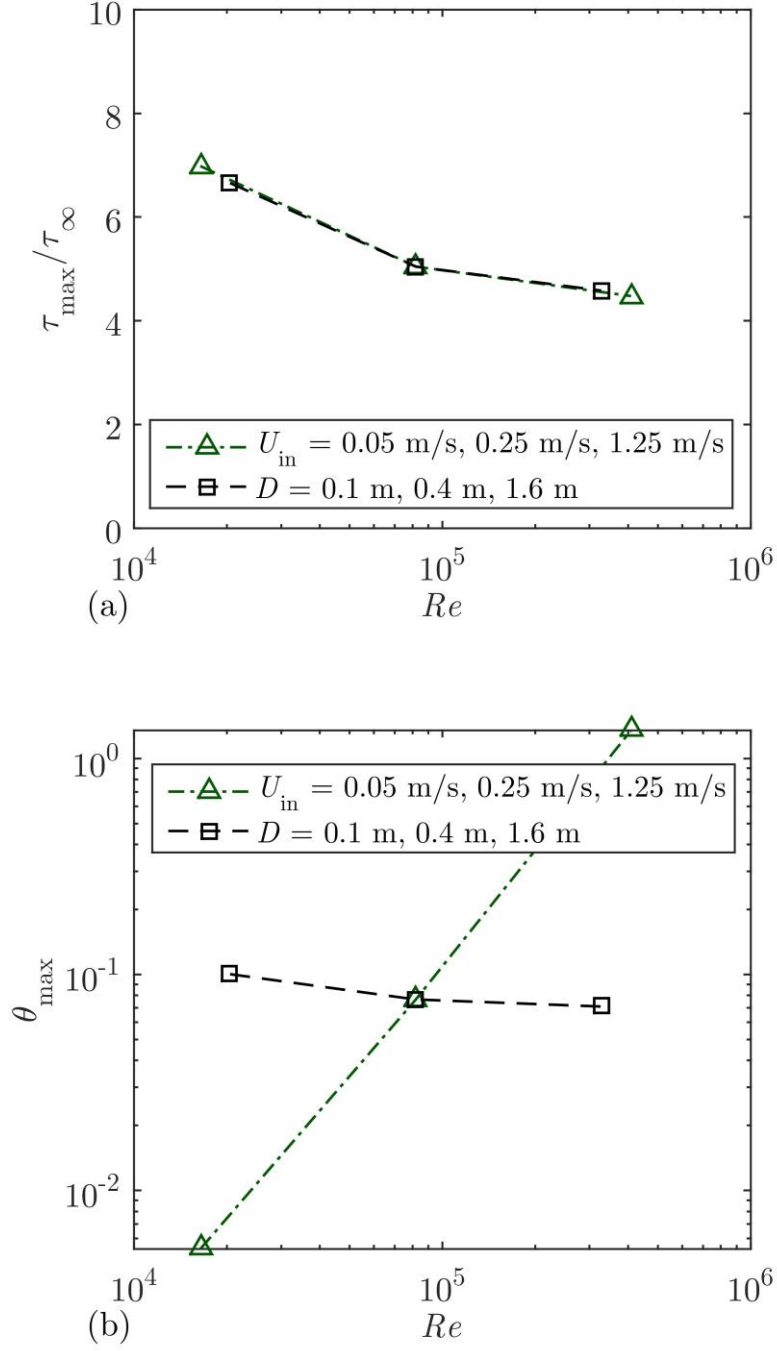 10
8
6
4
2
0
τmax/τ∞
U_in = 0.05 m/s, 0.25 m/s, 1.25 m/s
D = 0.1 m, 0.4 m, 1.6 m
10^4 10^5 10^6
(a) Re
10^0
10^-1
10^-2
θmax
U_in = 0.05 m/s, 0.25 m/s, 1.25 m/s
D = 0.1 m, 0.4 m, 1.6 m
10^4 10^5 10^6
(b) Re